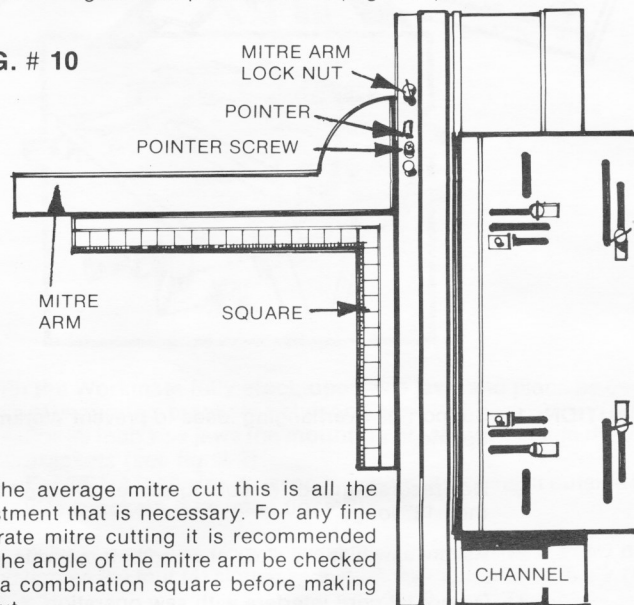 G. # 10
MITRE ARM
LOCK NUT
POINTER
POINTER SCREW
MITRE
ARM
SQUARE
he average mitre cut this is all the
stment that is necessary. For any fine
rate mitre cutting it is recommended
he angle of the mitre arm be checked
a combination square before making
CHANNEL